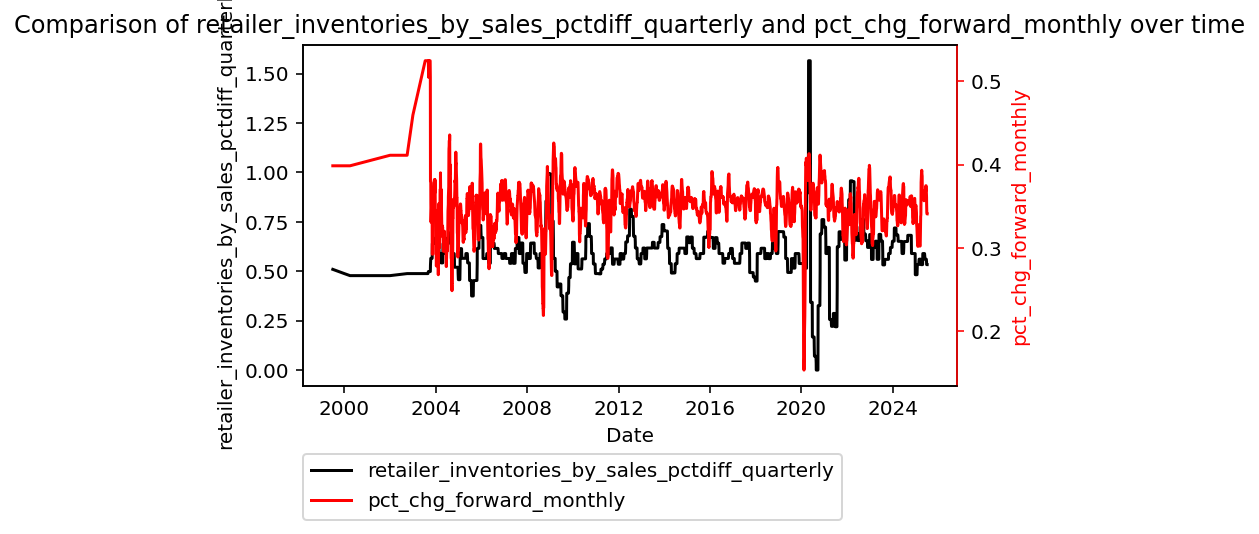 Comparison of retailer_inventories_by_sales_pctdiff_quarterly and pct_chg_forward_monthly over time
retailer_inventories_by_sales_pctdiff_quarterly
1.50
1.25
1.00
0.75
0.50
0.25
0.00
0.5
0.4
0.3
0.2
pct_chg_forward_monthly
2000 2004 2008 2012 2016 2020 2024
Date
retailer_inventories_by_sales_pctdiff_quarterly
pct_chg_forward_monthly